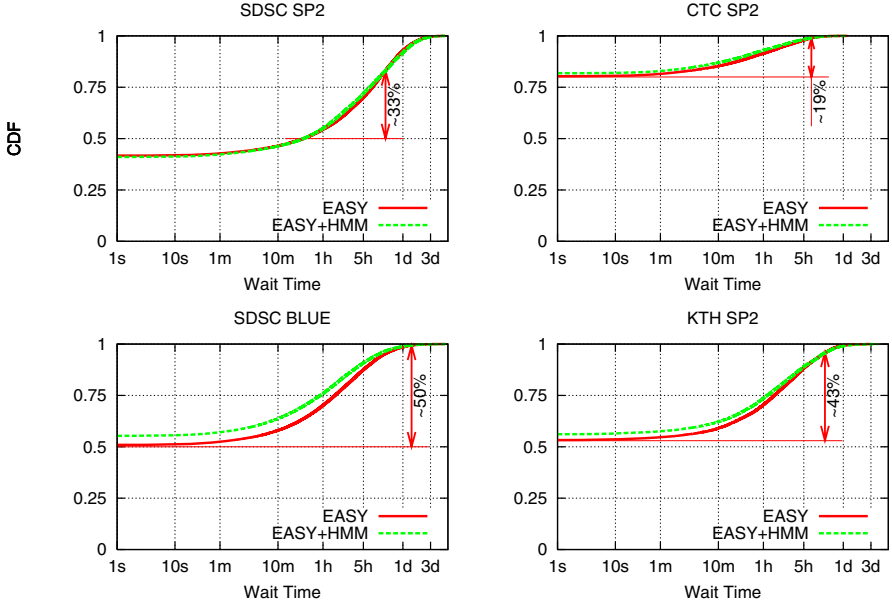 SDSC SP2
CDF
1
0.75
0.5
0.25
0
~33%
EASY
EASY+HMM
1s 10s 1m 10m 1h 5h 1d 3d
Wait Time
CTC SP2
1
0.75
0.5
0.25
0
~19%
EASY
EASY+HMM
1s 10s 1m 10m 1h 5h 1d 3d
Wait Time
SDSC BLUE
1
0.75
0.5
0.25
0
~50%
EASY
EASY+HMM
1s 10s 1m 10m 1h 5h 1d 3d
Wait Time
KTH SP2
1
0.75
0.5
0.25
0
~43%
EASY
EASY+HMM
1s 10s 1m 10m 1h 5h 1d 3d
Wait Time